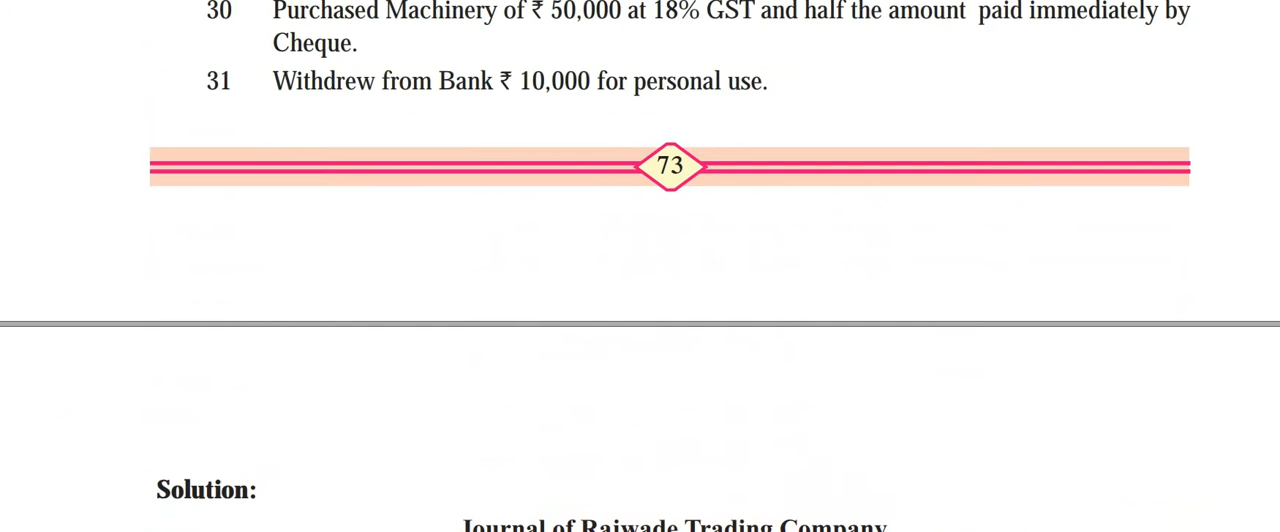 30 Purchased Machinery of ₹ 50,000 at 18% GST and half the amount paid immediately by
Cheque.
31 Withdrew from Bank ₹ 10,000 for personal use.
73
Solution:
Journal of Rajwade Trading Company